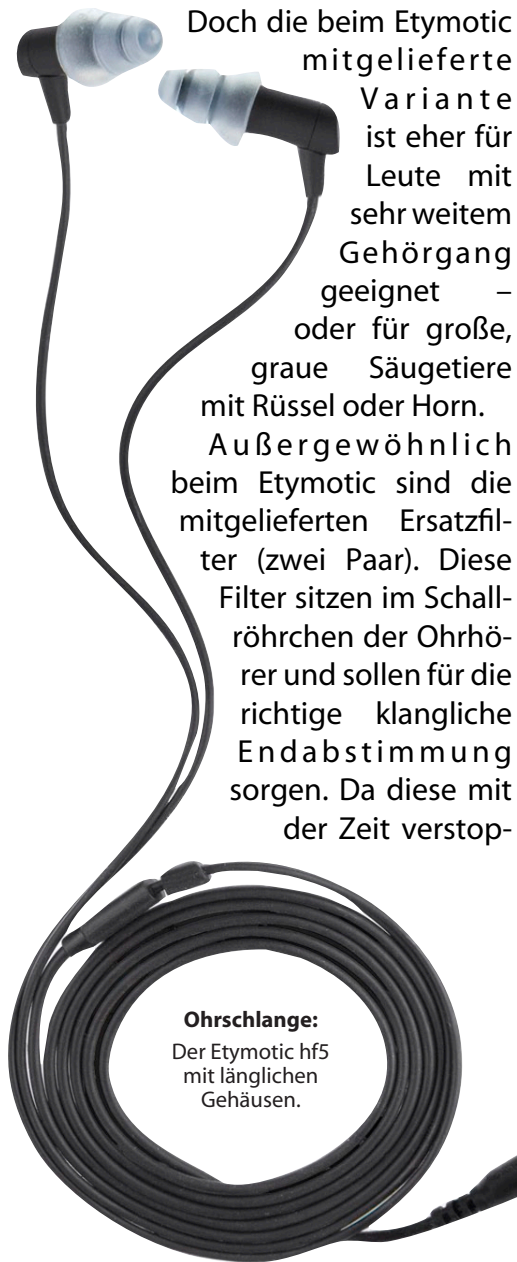 Doch die beim Etymotic
mitgelieferte
Variante
ist eher für
Leute mit
sehr weitem
Gehörgang
geeignet –
oder für große,
graue Säugetiere
mit Rüssel oder Horn.
Außergewöhnlich
beim Etymotic sind die
mitgelieferten Ersatzfil-
ter (zwei Paar). Diese
Filter sitzen im Schall-
röhrchen der Ohrhö-
rer und sollen für die
richtige klangliche
Endabstimmung
sorgen. Da diese mit
der Zeit verstop-
Ohrschlange:
Der Etymotic hf5
mit länglichen
Gehäusen.